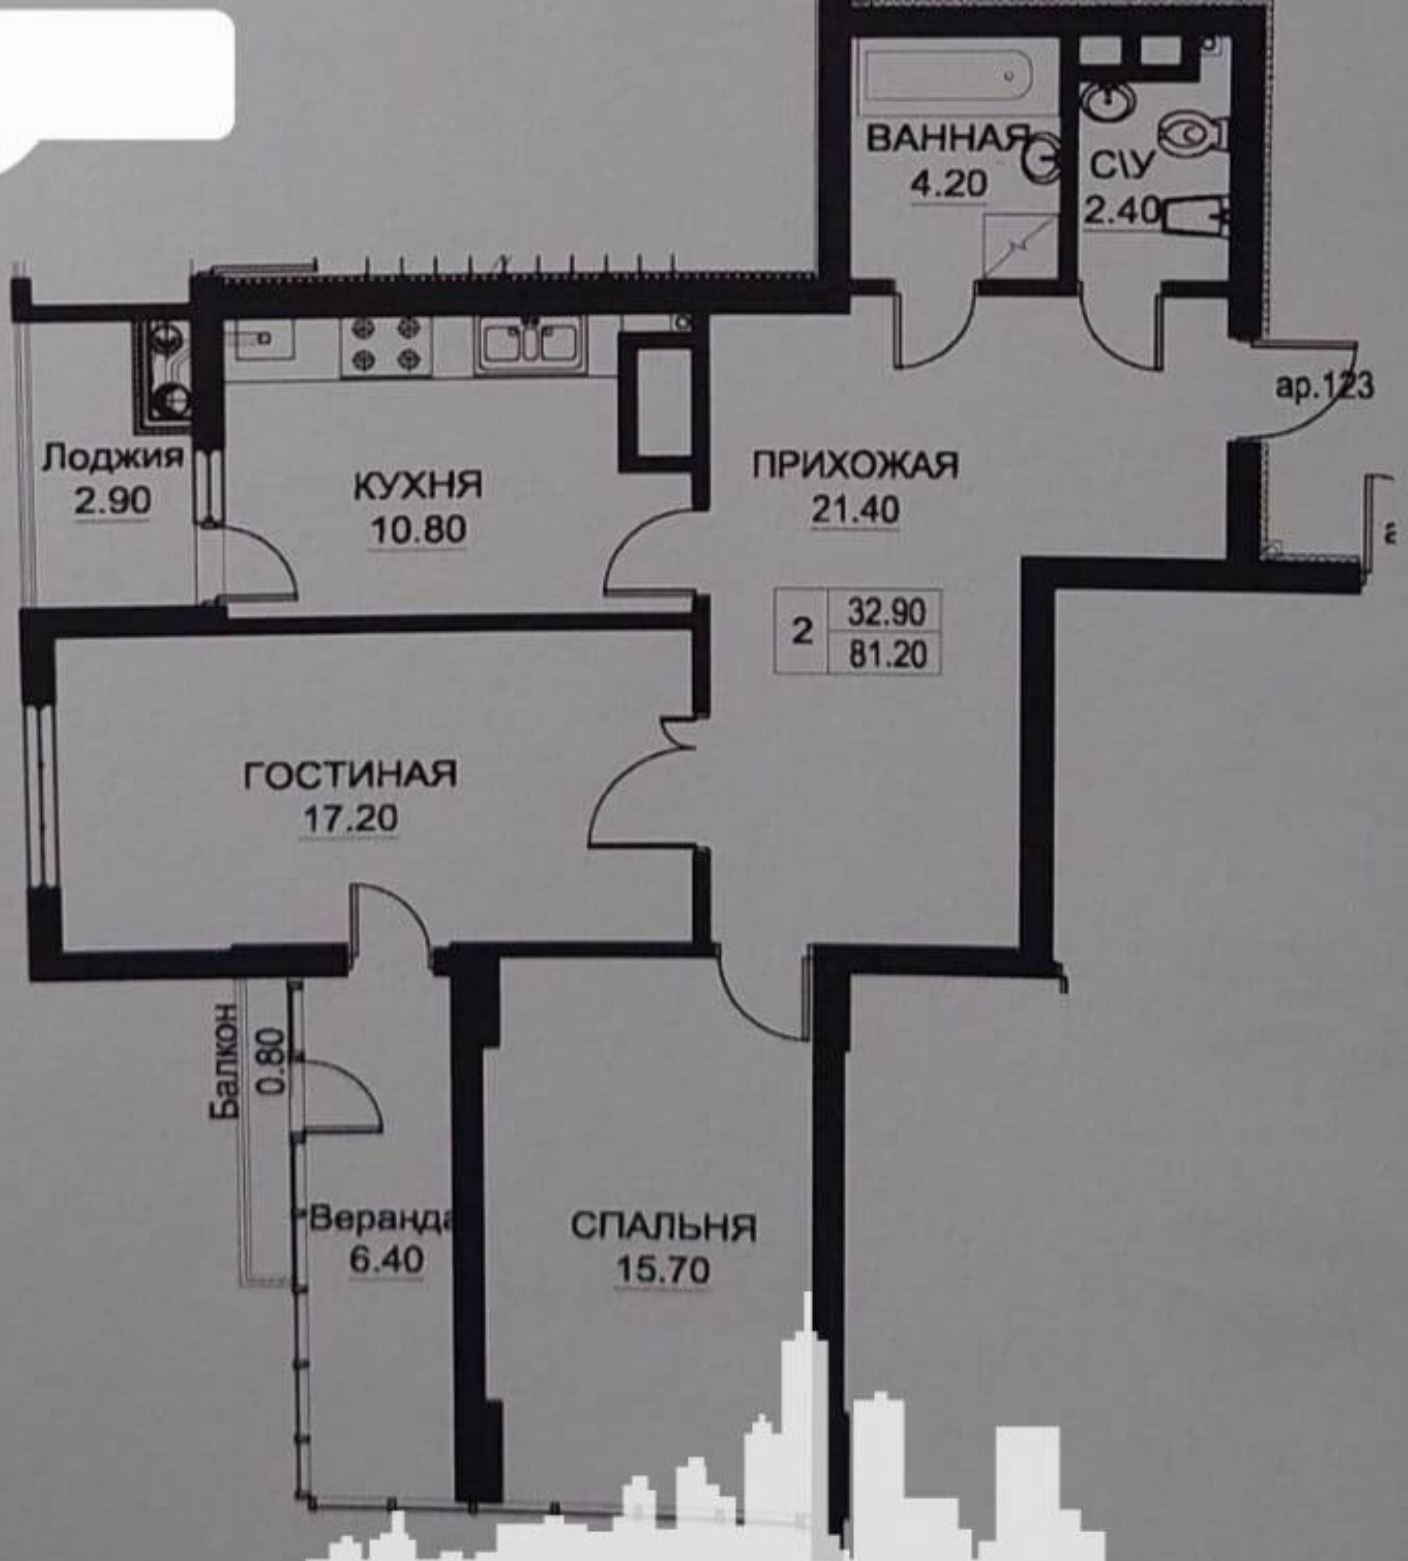 ВАННАЯ
4.20
С\У
2.40
ap.123
Лоджия
2.90
КУХНЯ
10.80
ПРИХОЖАЯ
21.40
2
32.90
81.20
ГОСТИНАЯ
17.20
Балкон
0.80
Веранда
6.40
СПАЛЬНЯ
15.70